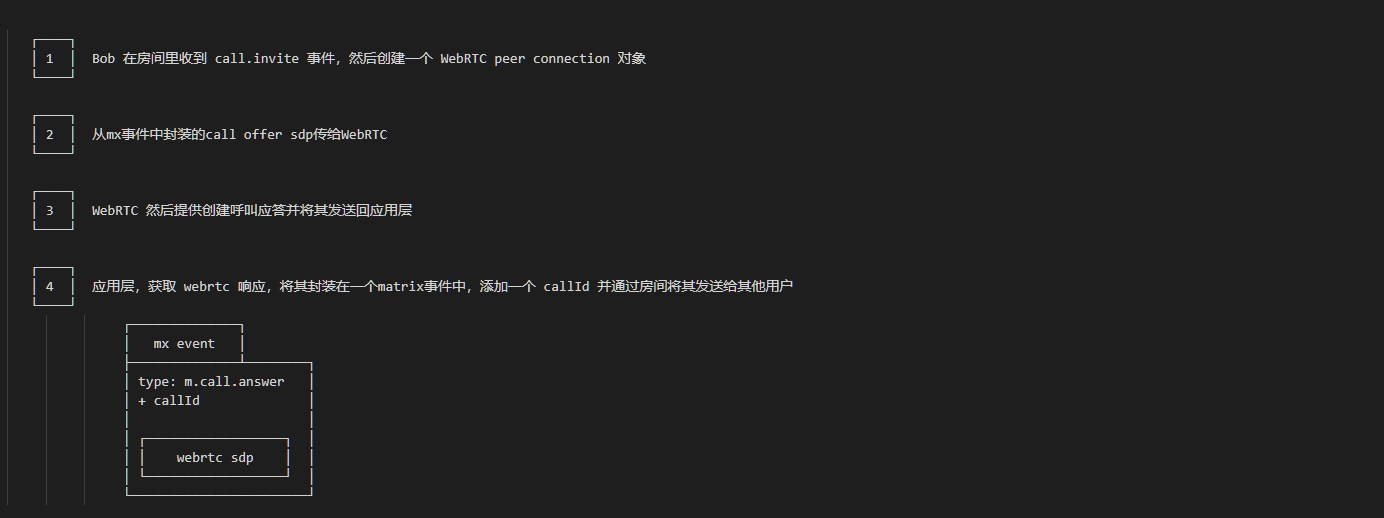 1 Bob 在房间里收到 call.invite 事件，然后创建一个 WebRTC peer connection 对象
2 从mx事件中封装的call offer sdp传给WebRTC
3 WebRTC 然后提供创建呼叫应答并将其发送回应用层
4 应用层，获取 webrtc 响应，将其封装在一个matrix事件中，添加一个 callId 并通过房间将其发送给其他用户
mx event
type: m.call.answer
+ callId
webrtc sdp